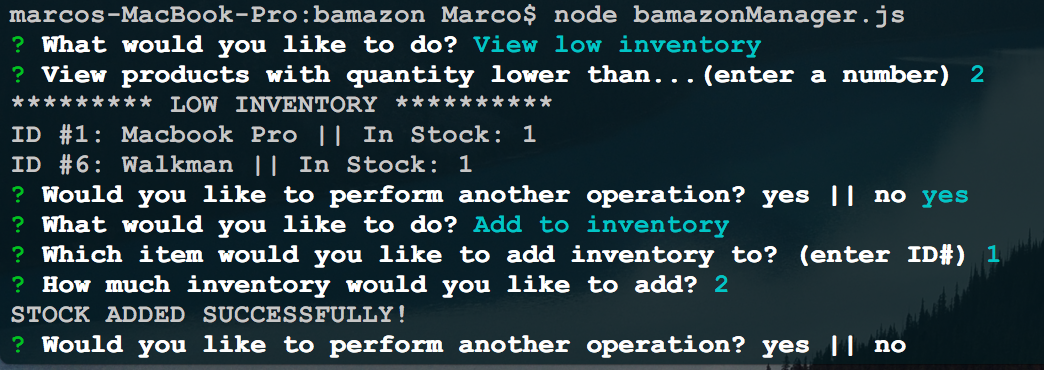 marcos-MacBook-Pro:bamazon Marco$ node bamazonManager.js
? What would you like to do? View low inventory
? View products with quantity lower than...(enter a number) 2
********* LOW INVENTORY **********
ID #1: Macbook Pro || In Stock: 1
ID #6: Walkman || In Stock: 1
? Would you like to perform another operation? yes || no yes
? What would you like to do? Add to inventory
? Which item would you like to add inventory to? (enter ID#) 1
? How much inventory would you like to add? 2
STOCK ADDED SUCCESSFULLY!
? Would you like to perform another operation? yes || no